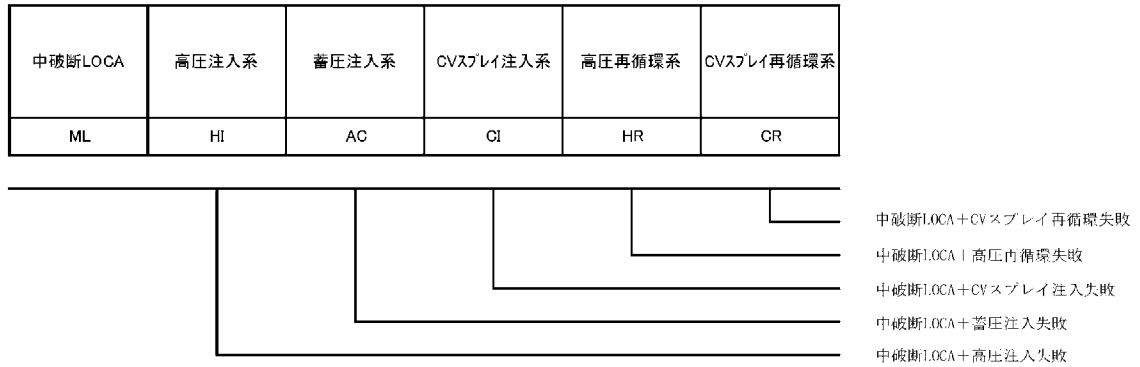 中破断LOCA 高圧注入系 蓄圧注入系 CVスプレイ注入系 高圧再循環系 CVスプレイ再循環系
ML HI AC CI HR CR
中破断LOCA＋CVスプレイ再循環失敗
中破断LOCA＋高圧再循環失敗
中破断LOCA＋CVスプレイ注入失敗
中破断LOCA＋蓄圧注入失敗
中破断LOCA＋高圧注入失敗